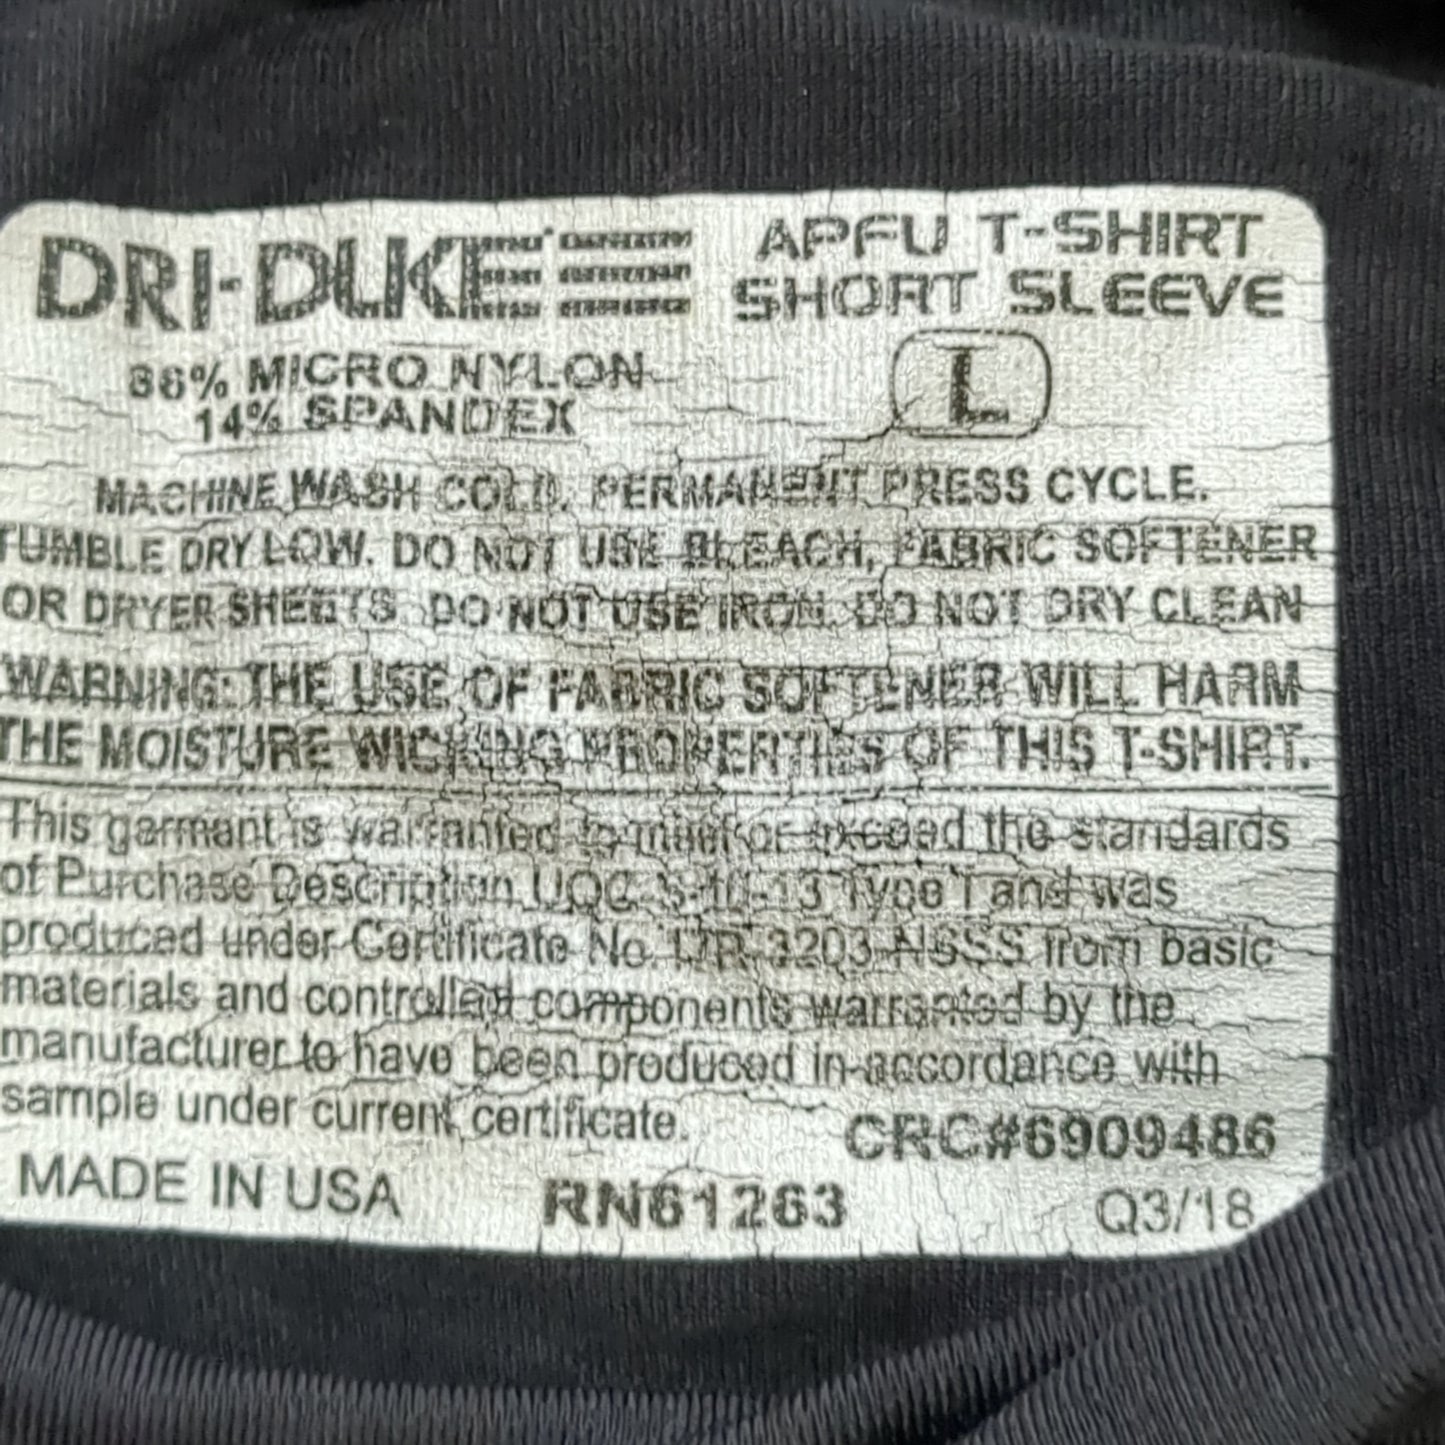 DRI-DUKE
APFU T-SHIRT
SHORT SLEEVE
86% MICRO NYLON
14% SPANDEX
L
MACHINE WASH COLD. PERMANENT PRESS CYCLE.
TUMBLE DRY LOW. DO NOT USE BLEACH, FABRIC SOFTENER
OR DRYER SHEETS. DO NOT USE IRON. DO NOT DRY CLEAN
WARNING: THE USE OF FABRIC SOFTENER WILL HARM
THE MOISTURE WICKING PROPERTIES OF THIS T-SHIRT.
This garmant is warranted to meet or exceed the standards
of Purchase Description Type I and was
produced under Certificate No. from basic
materials and controlled components warranted by the
manufacturer to have been produced in accordance with
sample under current certificate.
CRC#6909486
MADE IN USA RN61263 Q3/18